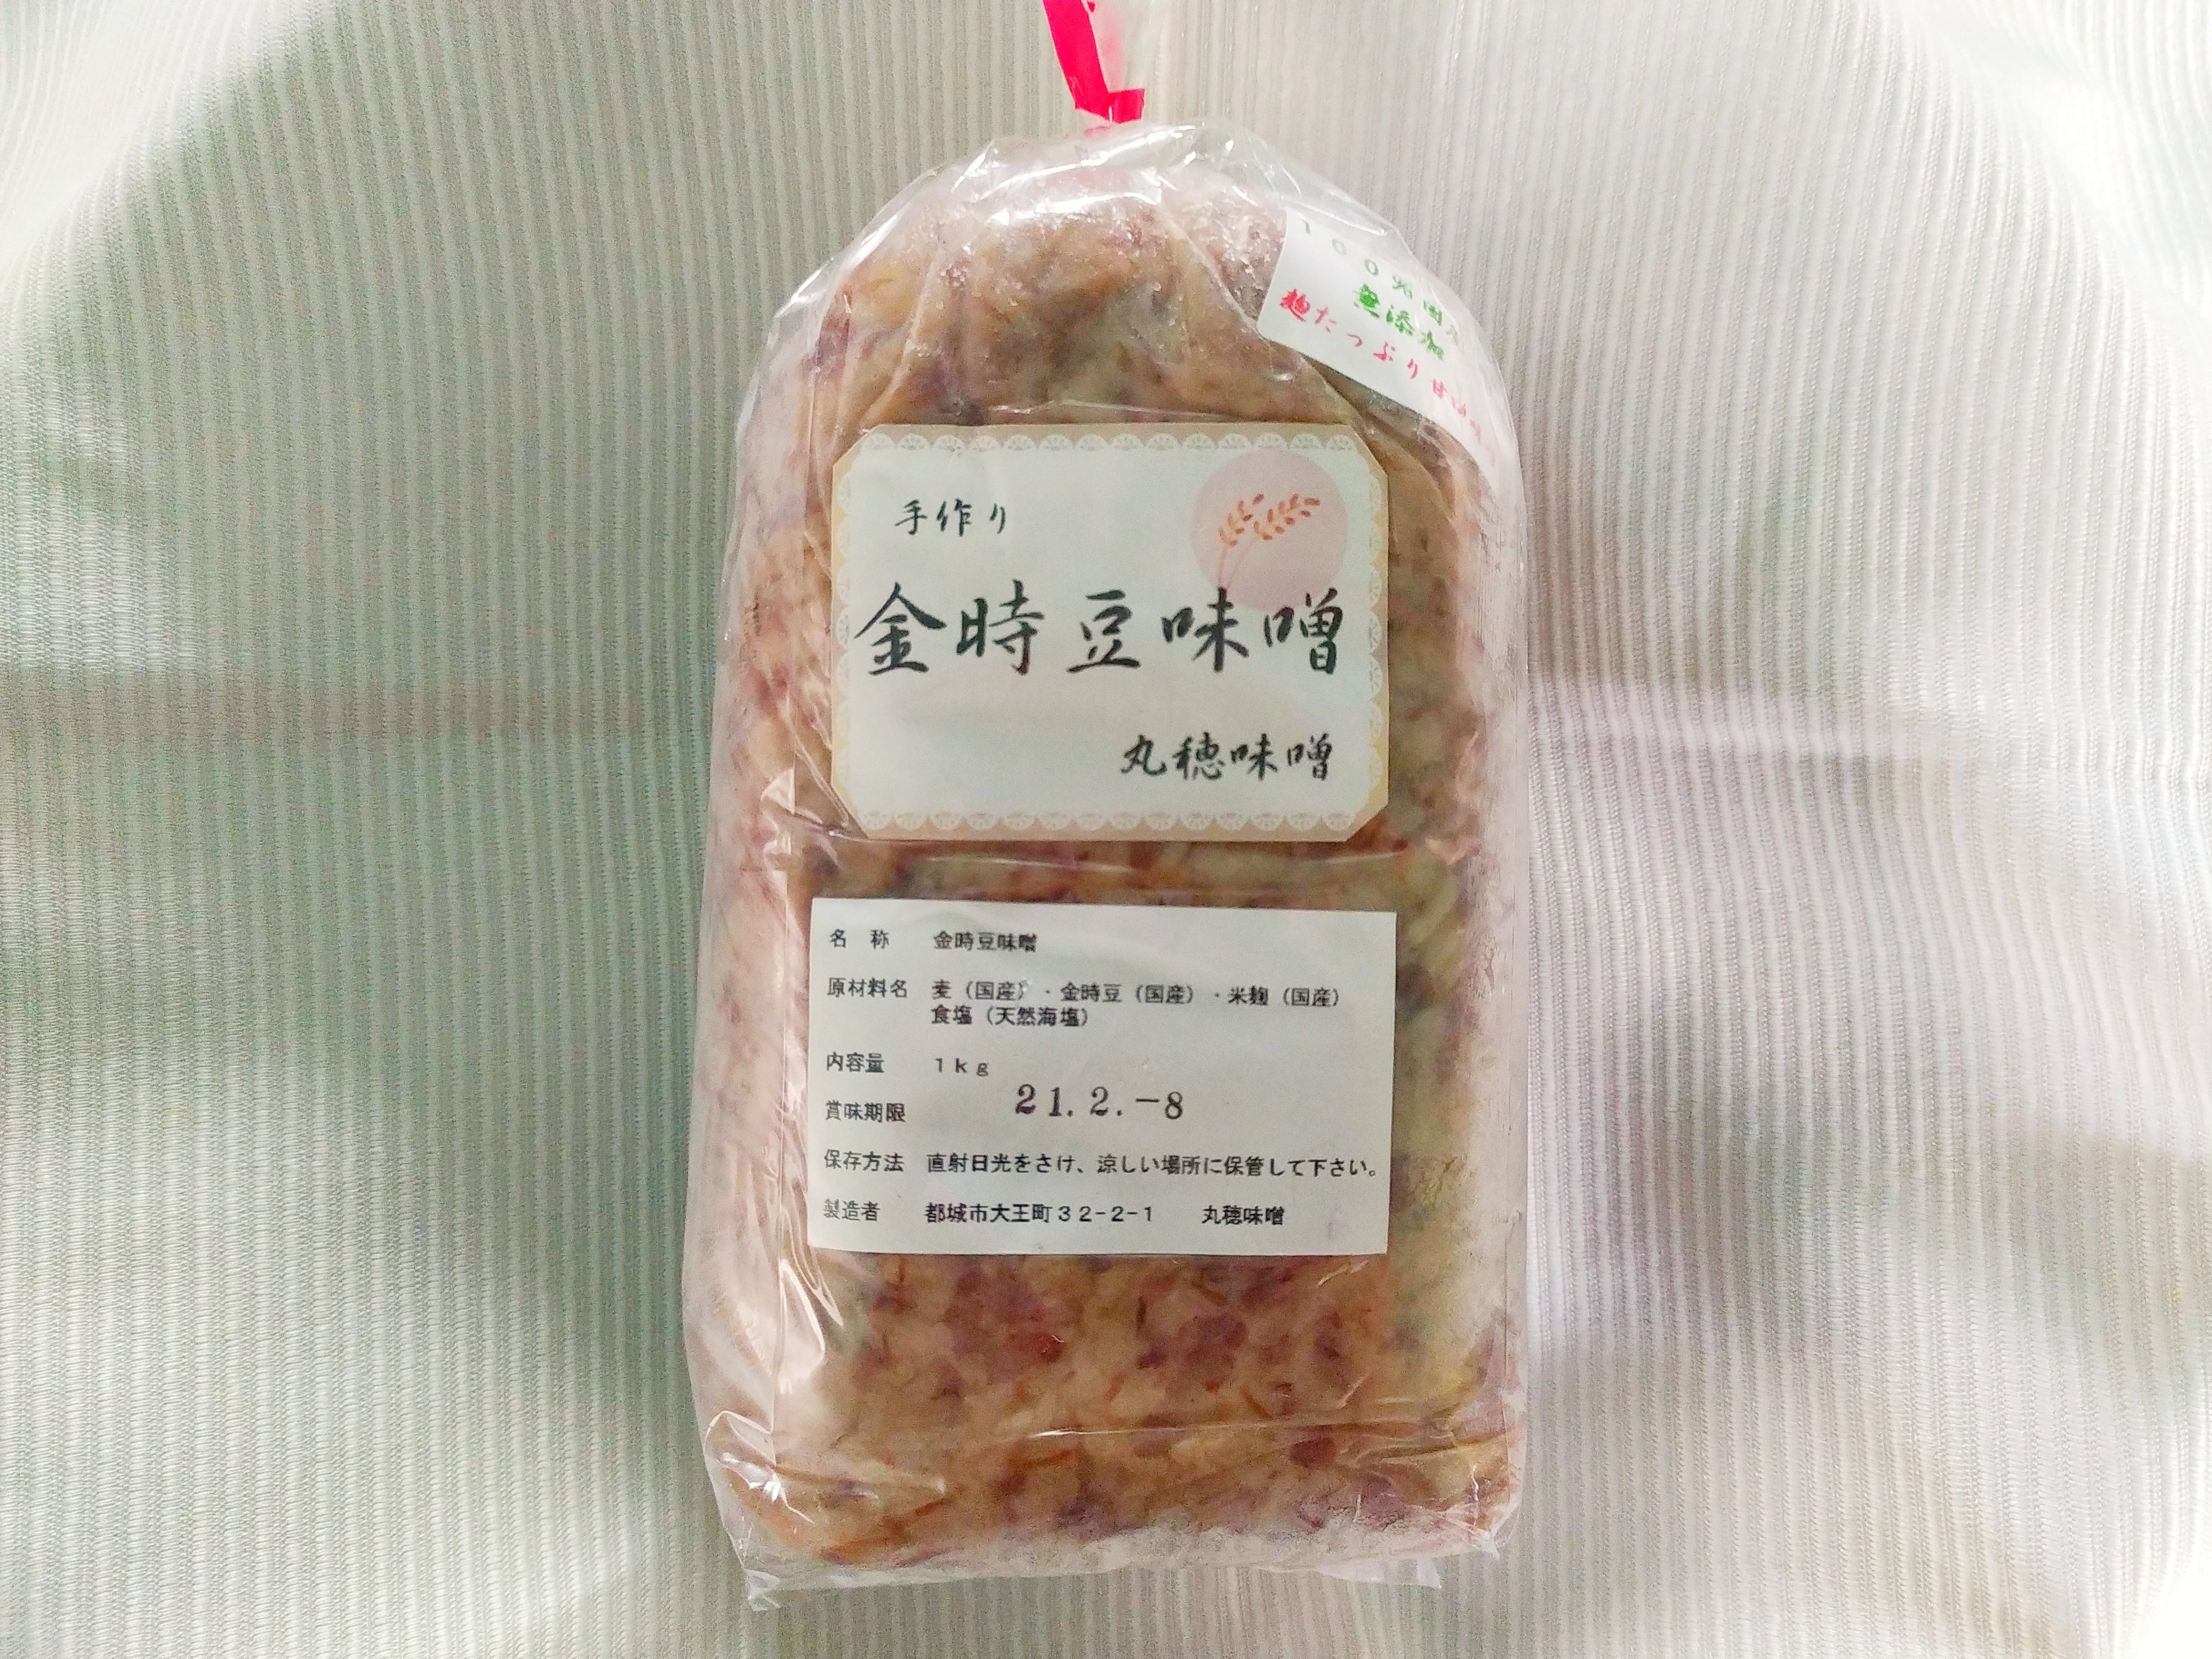 100%国産
無添加
麹たっぷり甘口
手作り
金時豆味噌
丸穂味噌
名 称 金時豆味噌
原材料名 麦（国産）・金時豆（国産）・米麹（国産）
食塩（天然海塩）
内容量 1kg
賞味期限 21.2.-8
保存方法 直射日光をさけ、涼しい場所に保管して下さい。
製造者 都城市大王町32-2-1 丸穂味噌